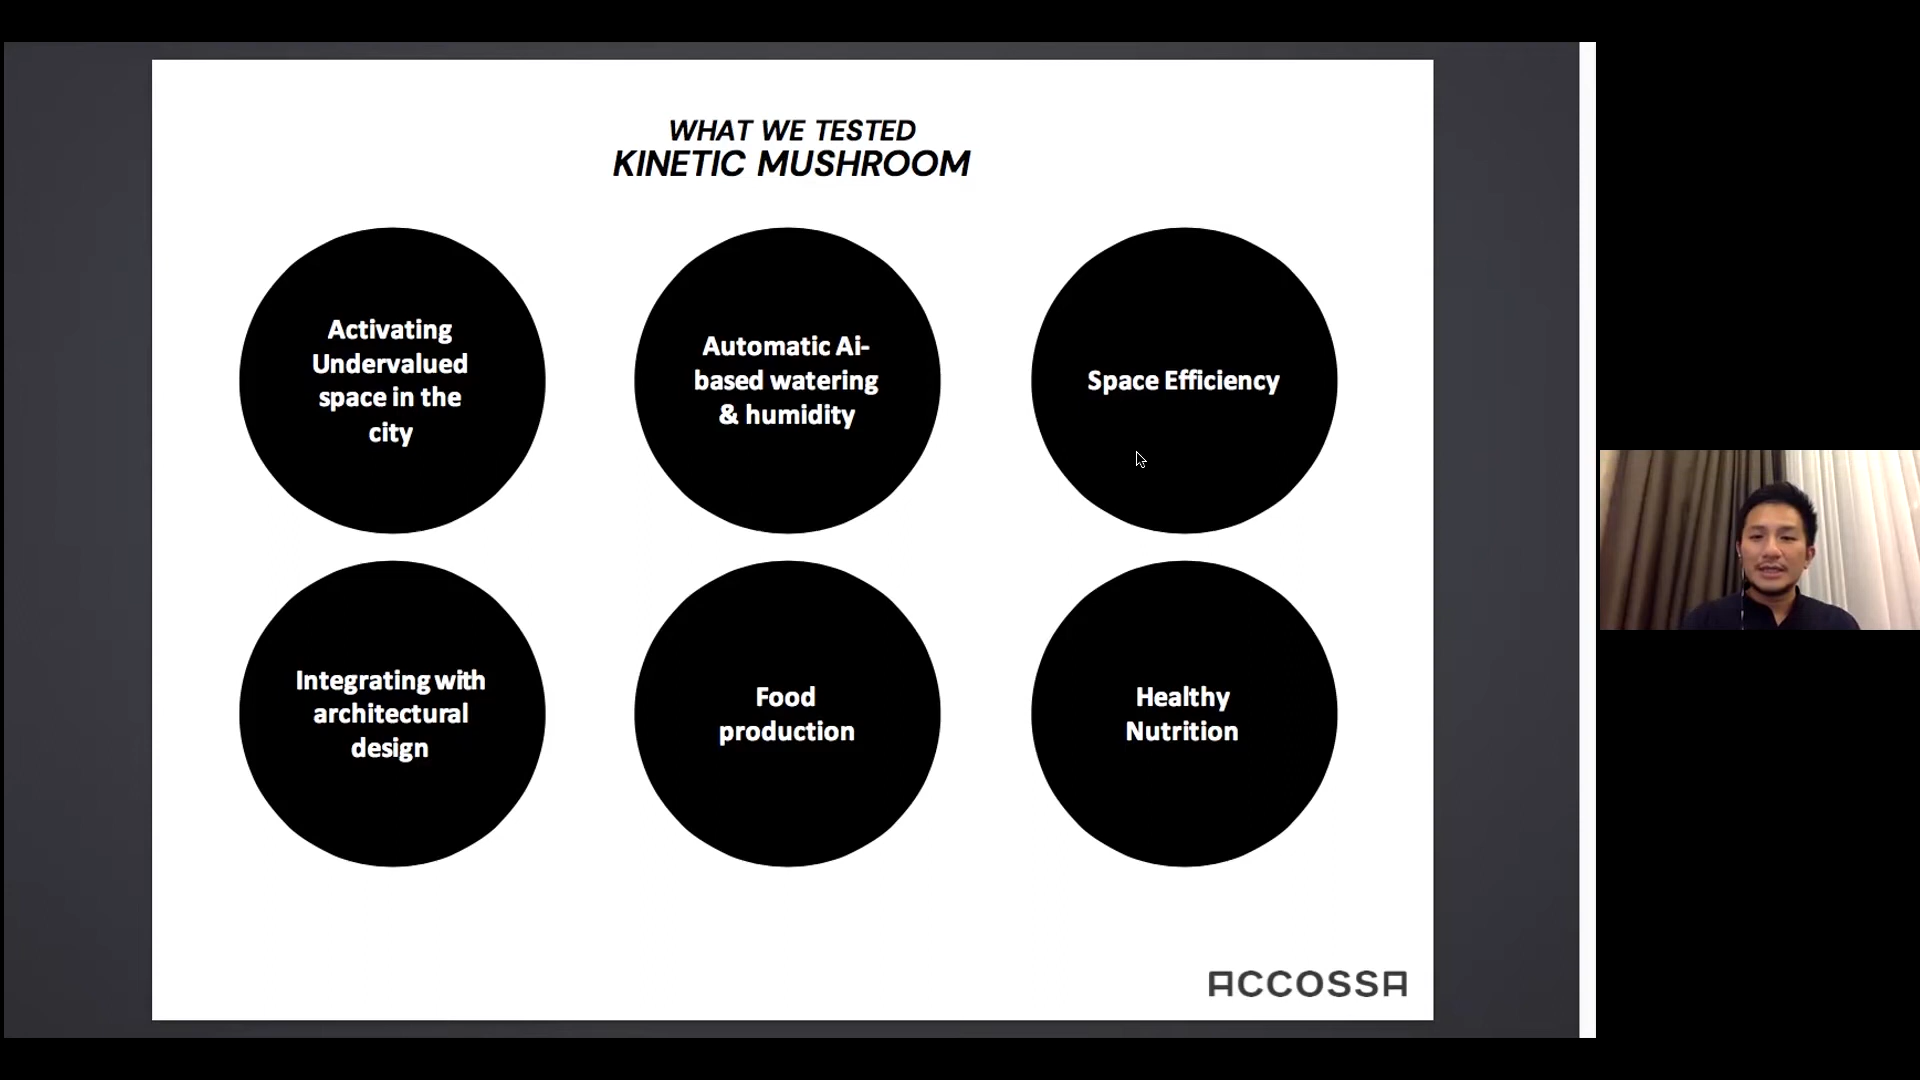 WHAT WE TESTED
KINETIC MUSHROOM
Activating
Undervalued
space in the
city
Automatic Ai-
based watering
& humidity
Space Efficiency
Integrating with
architectural
design
Food
production
Healthy
Nutrition
ACCOSSA